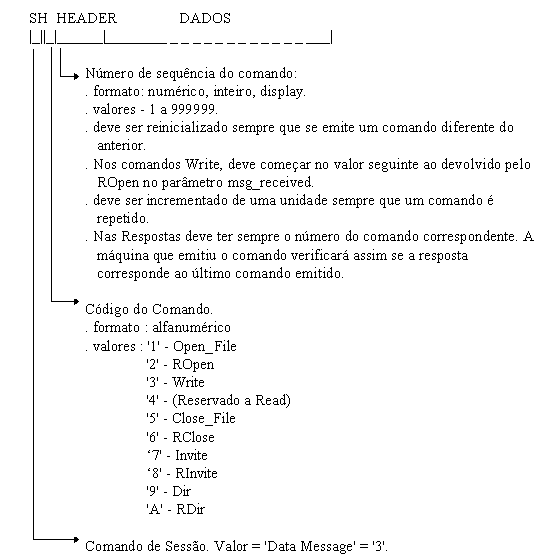 SH HEADER DADOS
Número de sequência do comando:
. formato: numérico, inteiro, display.
. valores - 1 a 999999.
. deve ser reinicializado sempre que se emite um comando diferente do
anterior.
. Nos comandos Write, deve começar no valor seguinte ao devolvido pelo
ROpen no parâmetro msg_received.
. deve ser incrementado de uma unidade sempre que um comando é
repetido.
. Nas Respostas deve ter sempre o número do comando correspondente. A
máquina que emitiu o comando verificará assim se a resposta
corresponde ao último comando emitido.
Código do Comando.
. formato : alfanumérico
. valores : '1' - Open_File
'2' - ROpen
'3' - Write
'4' - (Reservado a Read)
'5' - Close_File
'6' - RClose
‘7' - Invite
‘8' - RInvite
'9' - Dir
'A' - RDir
Comando de Sessão. Valor = 'Data Message' = '3'.